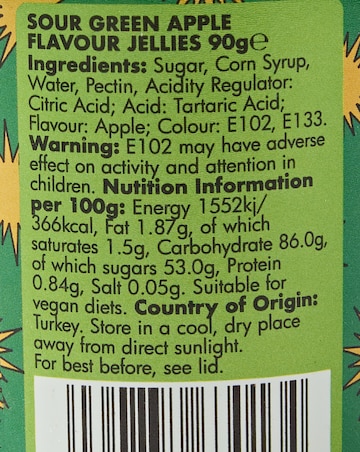 SOUR GREEN APPLE
FLAVOUR JELLIES 90g℮
Ingredients: Sugar, Corn Syrup,
Water, Pectin, Acidity Regulator:
Citric Acid; Acid: Tartaric Acid;
Flavour: Apple; Colour: E102, E133.
Warning: E102 may have adverse
effect on activity and attention in
children. Nutition Information
per 100g: Energy 1552kj/
366kcal, Fat 1.87g, of which
saturates 1.5g, Carbohydrate 86.0g,
of which sugars 53.0g, Protein
0.84g, Salt 0.05g. Suitable for
vegan diets. Country of Origin:
Turkey. Store in a cool, dry place
away from direct sunlight.
For best before, see lid.